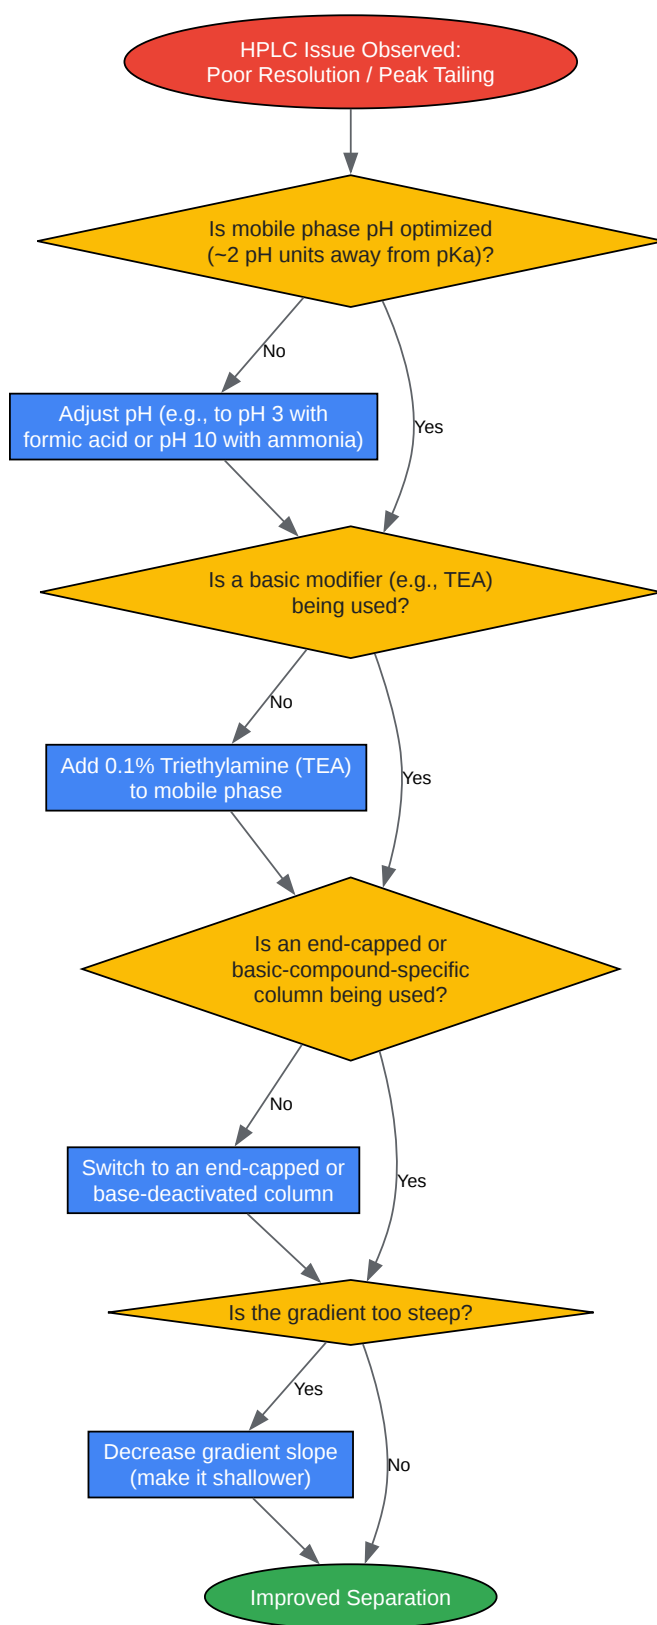 HPLC Issue Observed:
Poor Resolution / Peak Tailing
Is mobile phase pH optimized
(~2 pH units away from pKa)?
No
Adjust pH (e.g., to pH 3 with
formic acid or pH 10 with ammonia)
Yes
Is a basic modifier (e.g., TEA)
being used?
No
Add 0.1% Triethylamine (TEA)
to mobile phase
Yes
Is an end-capped or
basic-compound-specific
column being used?
No
Switch to an end-capped or
base-deactivated column
Yes
Is the gradient too steep?
Yes
Decrease gradient slope
(make it shallower)
No
Improved Separation